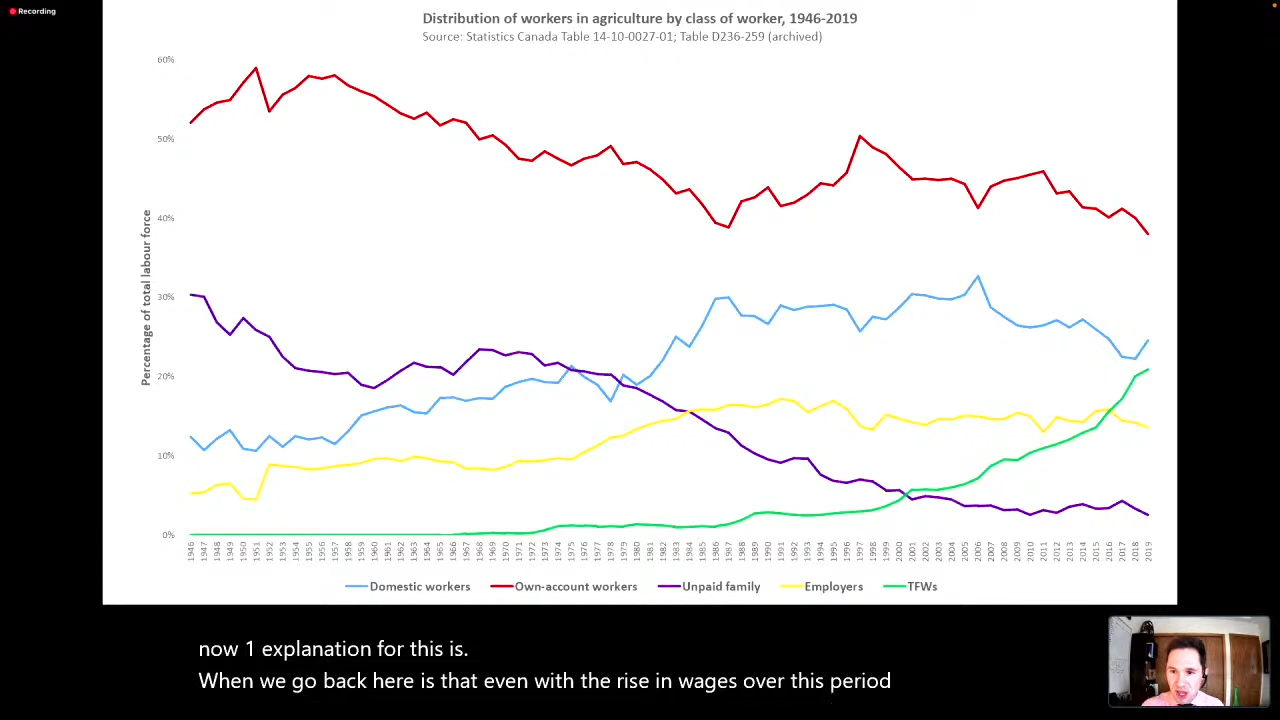 Recording
Distribution of workers in agriculture by class of worker, 1946-2019
Source: Statistics Canada Table 14-10-0027-01; Table D236-259 (archived)
Percentage of total labour force
60%
50%
40%
30%
20%
10%
0%
1946 1947 1948 1949 1950 1951 1952 1953 1954 1955 1956 1957 1958 1959 1960 1961 1962 1963 1964 1965 1966 1967 1968 1969 1970 1971 1972 1973 1974 1975 1976 1977 1978 1979 1980 1981 1982 1983 1984 1985 1986 1987 1988 1989 1990 1991 1992 1993 1994 1995 1996 1997 1998 1999 2000 2001 2002 2003 2004 2005 2006 2007 2008 2009 2010 2011 2012 2013 2014 2015 2016 2017 2018 2019
Domestic workers Own-account workers Unpaid family Employers TFWs
now 1 explanation for this is.
When we go back here is that even with the rise in wages over this period